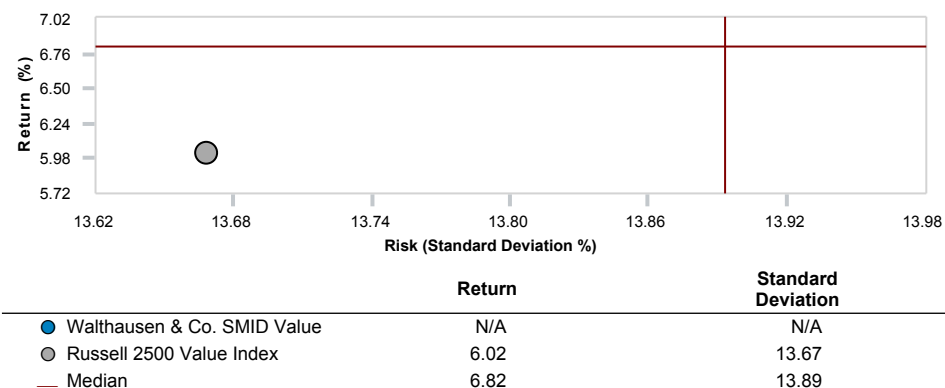 7.02
6.76
6.50
6.24
5.98
5.72
Return (%)
13.62 13.68 13.74 13.80 13.86 13.92 13.98
Risk (Standard Deviation %)
Return Standard Deviation
Walthausen & Co. SMID Value N/A N/A
Russell 2500 Value Index 6.02 13.67
Median 6.82 13.89